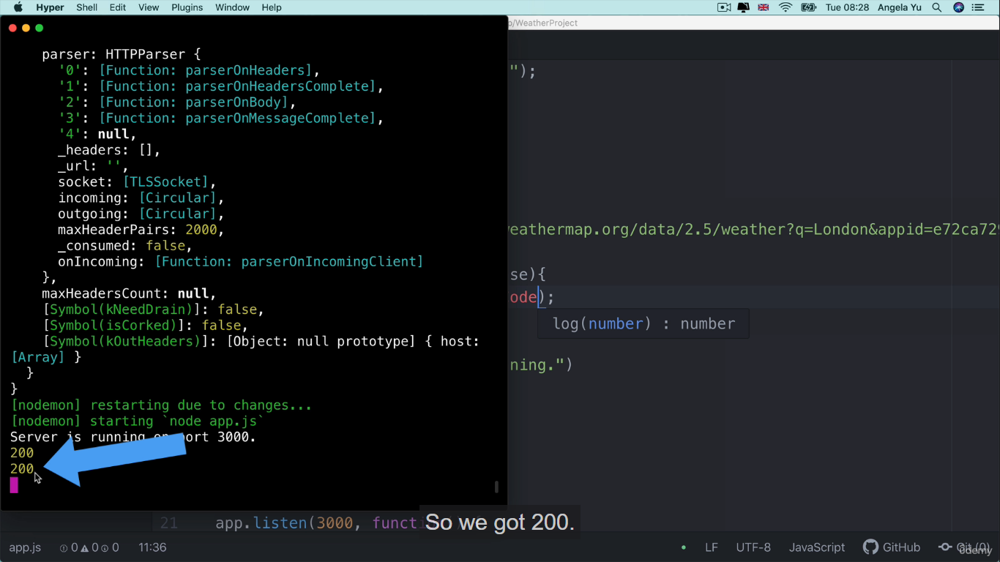 Hyper Shell Edit View Plugins Window Help Tue 08:28 Angela Yu
/WeatherProject
parser: HTTPParser {
'0': [Function: parserOnHeaders],
'1': [Function: parserOnHeadersComplete],
'2': [Function: parserOnBody],
'3': [Function: parserOnMessageComplete],
'4': null,
_headers: [],
_url: '',
socket: [TLSSocket],
incoming: [Circular],
outgoing: [Circular],
maxHeaderPairs: 2000,
_consumed: false,
onIncoming: [Function: parserOnIncomingClient]
},
maxHeadersCount: null,
[Symbol(kNeedDrain)]: false,
[Symbol(isCorked)]: false,
[Symbol(kOutHeaders)]: [Object: null prototype] { host:
[Array] }
}
}
[nodemon] restarting due to changes...
[nodemon] starting `node app.js`
Server is running on port 3000.
200
200
");
eathermap.org/data/2.5/weather?q=London&appid=e72ca729
se){
ode);
log(number) : number
ning.")
21 app.listen(3000, functi
So we got 200.
app.js 0 0 0 11:36 LF UTF-8 JavaScript GitHub Git (0)
ûdemy